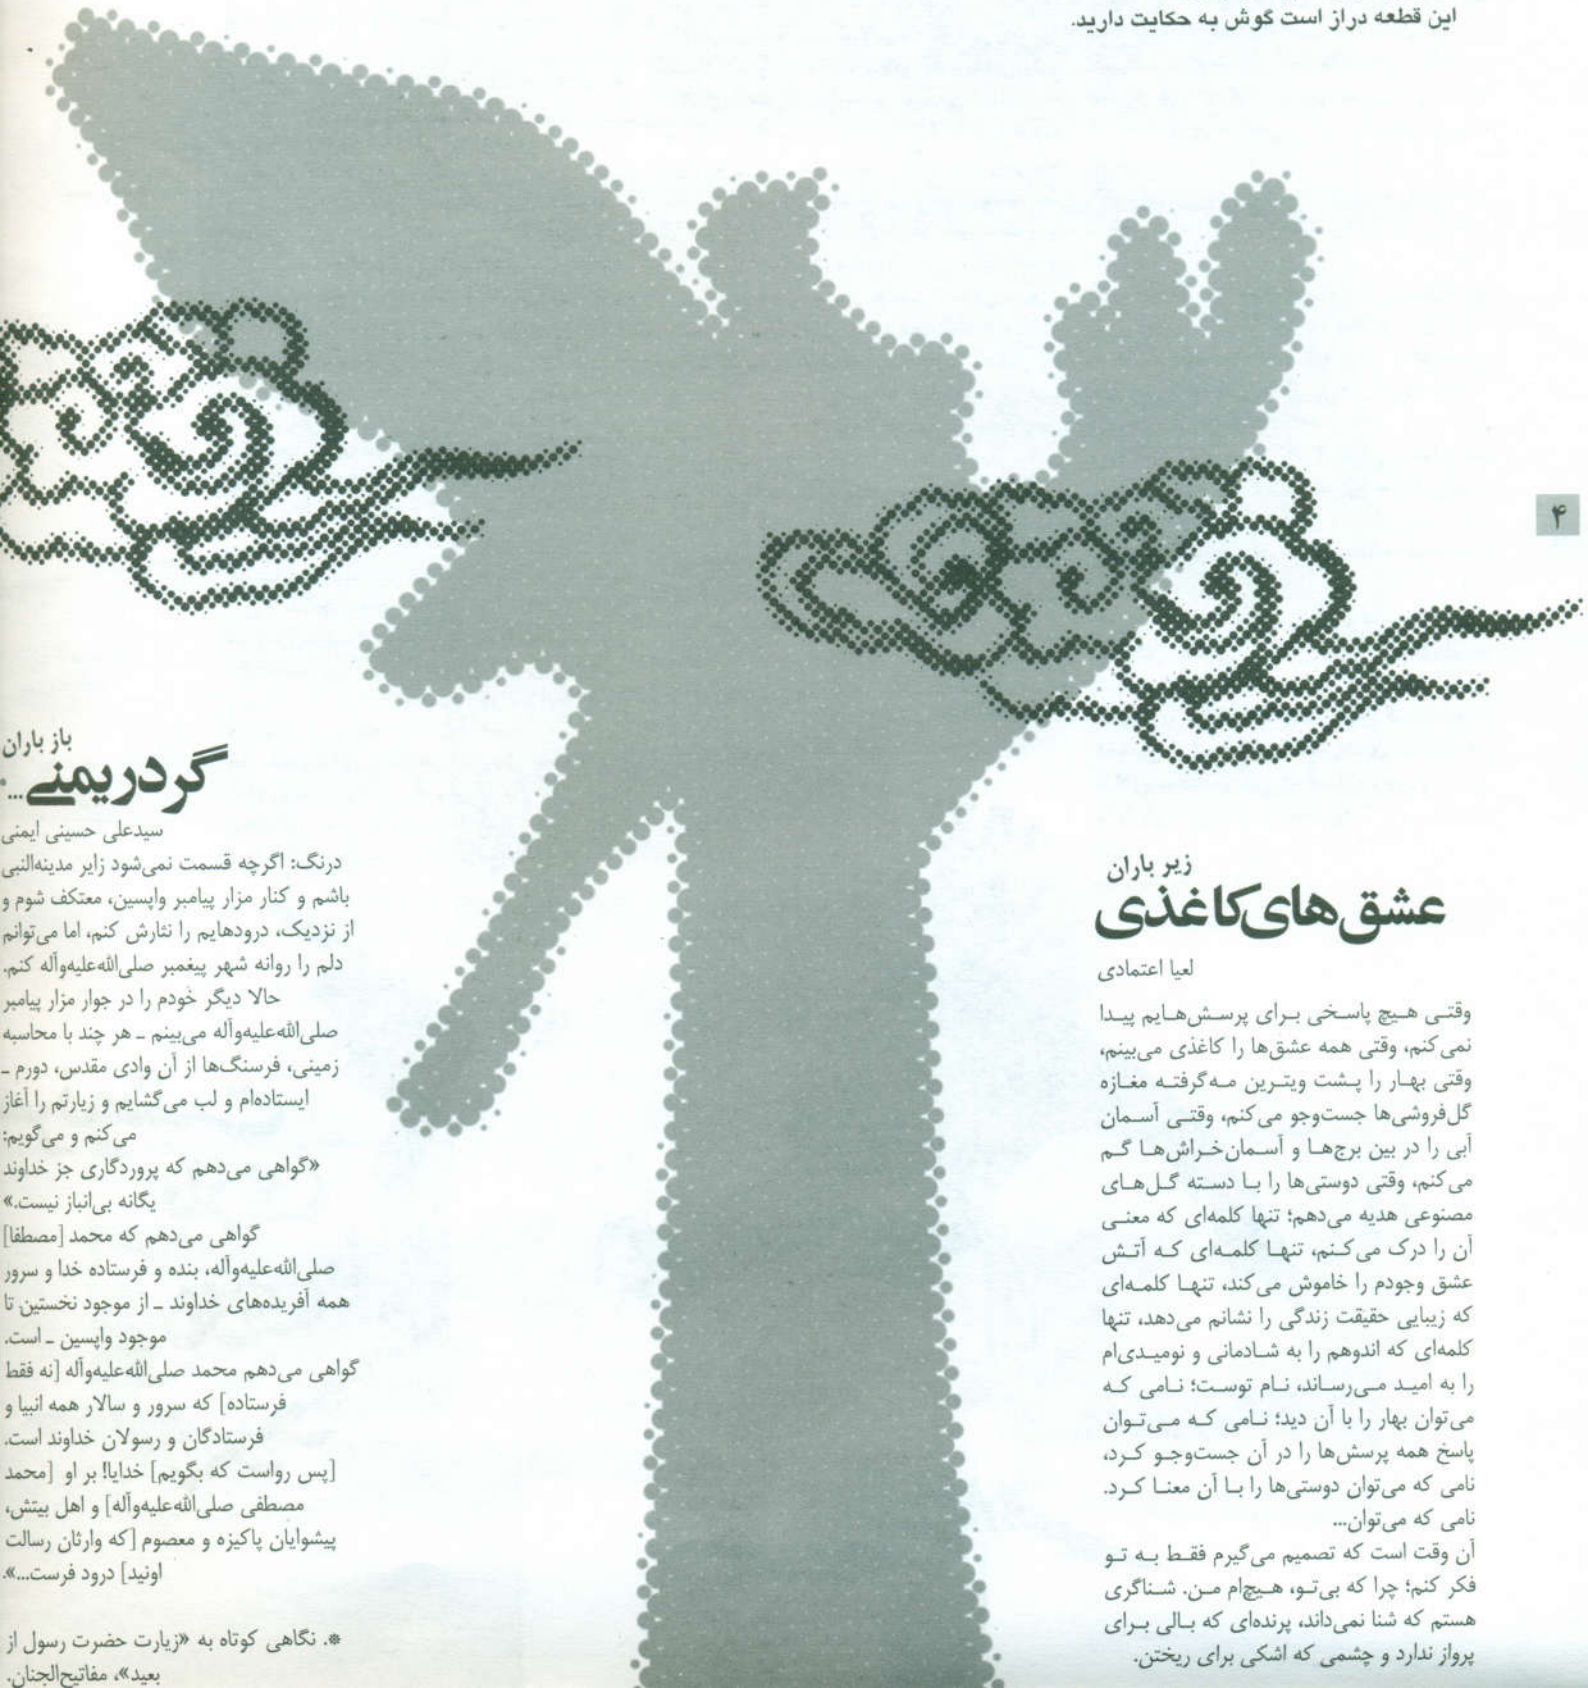 این قطعه دراز است گوش به حکایت دارید.
۴
زیر باران
عشق‌های کاغذی
لعیا اعتمادی
وقتی هیچ پاسخی برای پرسش‌هایم پیدا
نمی‌کنم، وقتی همه عشق‌ها را کاغذی می‌بینم،
وقتی بهار را پشت ویترین مه‌گرفته مغازه
گل‌فروشی‌ها جست‌وجو می‌کنم، وقتی آسمان
آبی را در بین برج‌ها و آسمان‌خراش‌ها گم
می‌کنم، وقتی دوستی‌ها را با دسته گل‌های
مصنوعی هدیه می‌دهم؛ تنها کلمه‌ای که معنی
آن را درک می‌کنم، تنها کلمه‌ای که آتش
عشق وجودم را خاموش می‌کند، تنها کلمه‌ای
که زیبایی حقیقت زندگی را نشانم می‌دهد، تنها
کلمه‌ای که اندوهم را به شادمانی و نومیدی‌ام
را به امید می‌رساند، نام توست؛ نامی که
می‌توان بهار را با آن دید؛ نامی که می‌توان
پاسخ همه پرسش‌ها را در آن جست‌وجو کرد،
نامی که می‌توان دوستی‌ها را با آن معنا کرد.
نامی که می‌توان...
آن وقت است که تصمیم می‌گیرم فقط به تو
فکر کنم؛ چرا که بی‌تو، هیچ‌ام من. شناگری
هستم که شنا نمی‌داند، پرنده‌ای که بالی برای
پرواز ندارد و چشمی که اشکی برای ریختن.
باز باران
گر در یمنی...
سیدعلی حسینی ایمنی
درنگ: اگرچه قسمت نمی‌شود زایر مدینه‌النبی
باشم و کنار مزار پیامبر واپسین، معتکف شوم و
از نزدیک، درودهایم را نثارش کنم، اما می‌توانم
دلم را روانه شهر پیغمبر صلی‌الله‌علیه‌وآله کنم.
حالا دیگر خودم را در جوار مزار پیامبر
صلی‌الله‌علیه‌وآله می‌بینم ـ هر چند با محاسبه
زمینی، فرسنگ‌ها از آن وادی مقدس، دورم ـ
ایستاده‌ام و لب می‌گشایم و زیارتم را آغاز
می‌کنم و می‌گویم:
«گواهی می‌دهم که پروردگاری جز خداوند
یگانه بی‌انباز نیست.»
گواهی می‌دهم که محمد [مصطفا]
صلی‌الله‌علیه‌وآله، بنده و فرستاده خدا و سرور
همه آفریده‌های خداوند ـ از موجود نخستین تا
موجود واپسین ـ است.
گواهی می‌دهم محمد صلی‌الله‌علیه‌وآله [نه فقط
فرستاده] که سرور و سالار همه انبیا و
فرستادگان و رسولان خداوند است.
[پس رواست که بگویم] خدایا! بر او [محمد
مصطفی صلی‌الله‌علیه‌وآله] و اهل بیتش،
پیشوایان پاکیزه و معصوم [که وارثان رسالت
اونید] درود فرست...».
*. نگاهی کوتاه به «زیارت حضرت رسول از
بعید»، مفاتیح‌الجنان.